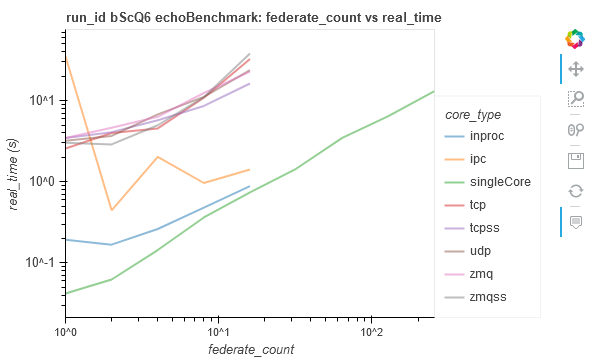 run_id bScQ6 echoBenchmark: federate_count vs real_time
real_time (s)
10^1
10^0
10^-1
10^0
10^1
10^2
federate_count
core_type
inproc
ipc
singleCore
tcp
tcpss
udp
zmq
zmqss